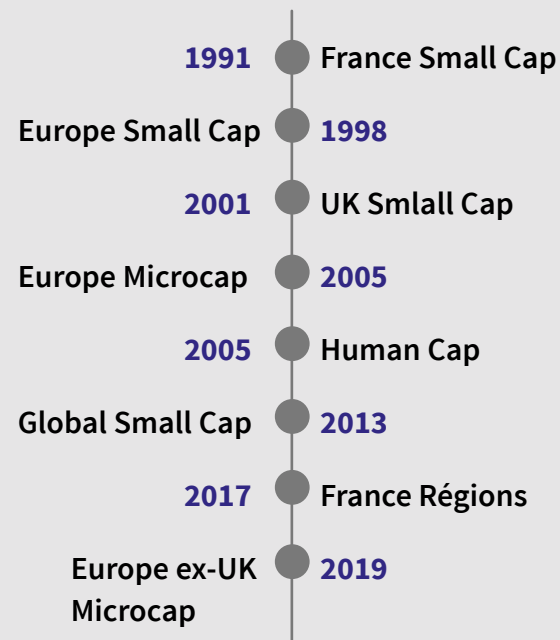 1991 France Small Cap
Europe Small Cap 1998
2001 UK Smlall Cap
Europe Microcap 2005
2005 Human Cap
Global Small Cap 2013
2017 France Régions
Europe ex-UK 2019
Microcap